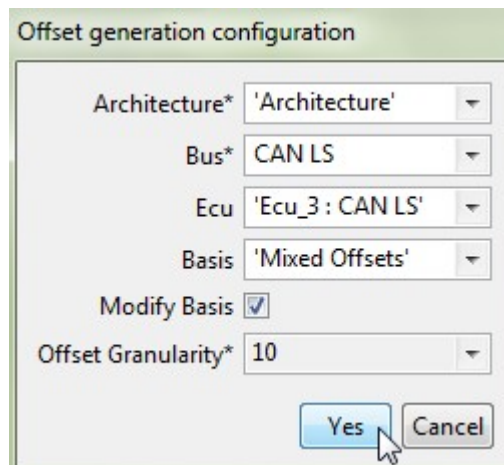 Offset generation configuration
Architecture* 'Architecture'
Bus* CAN LS
Ecu 'Ecu_3 : CAN LS'
Basis 'Mixed Offsets'
Modify Basis
Offset Granularity* 10
Yes Cancel